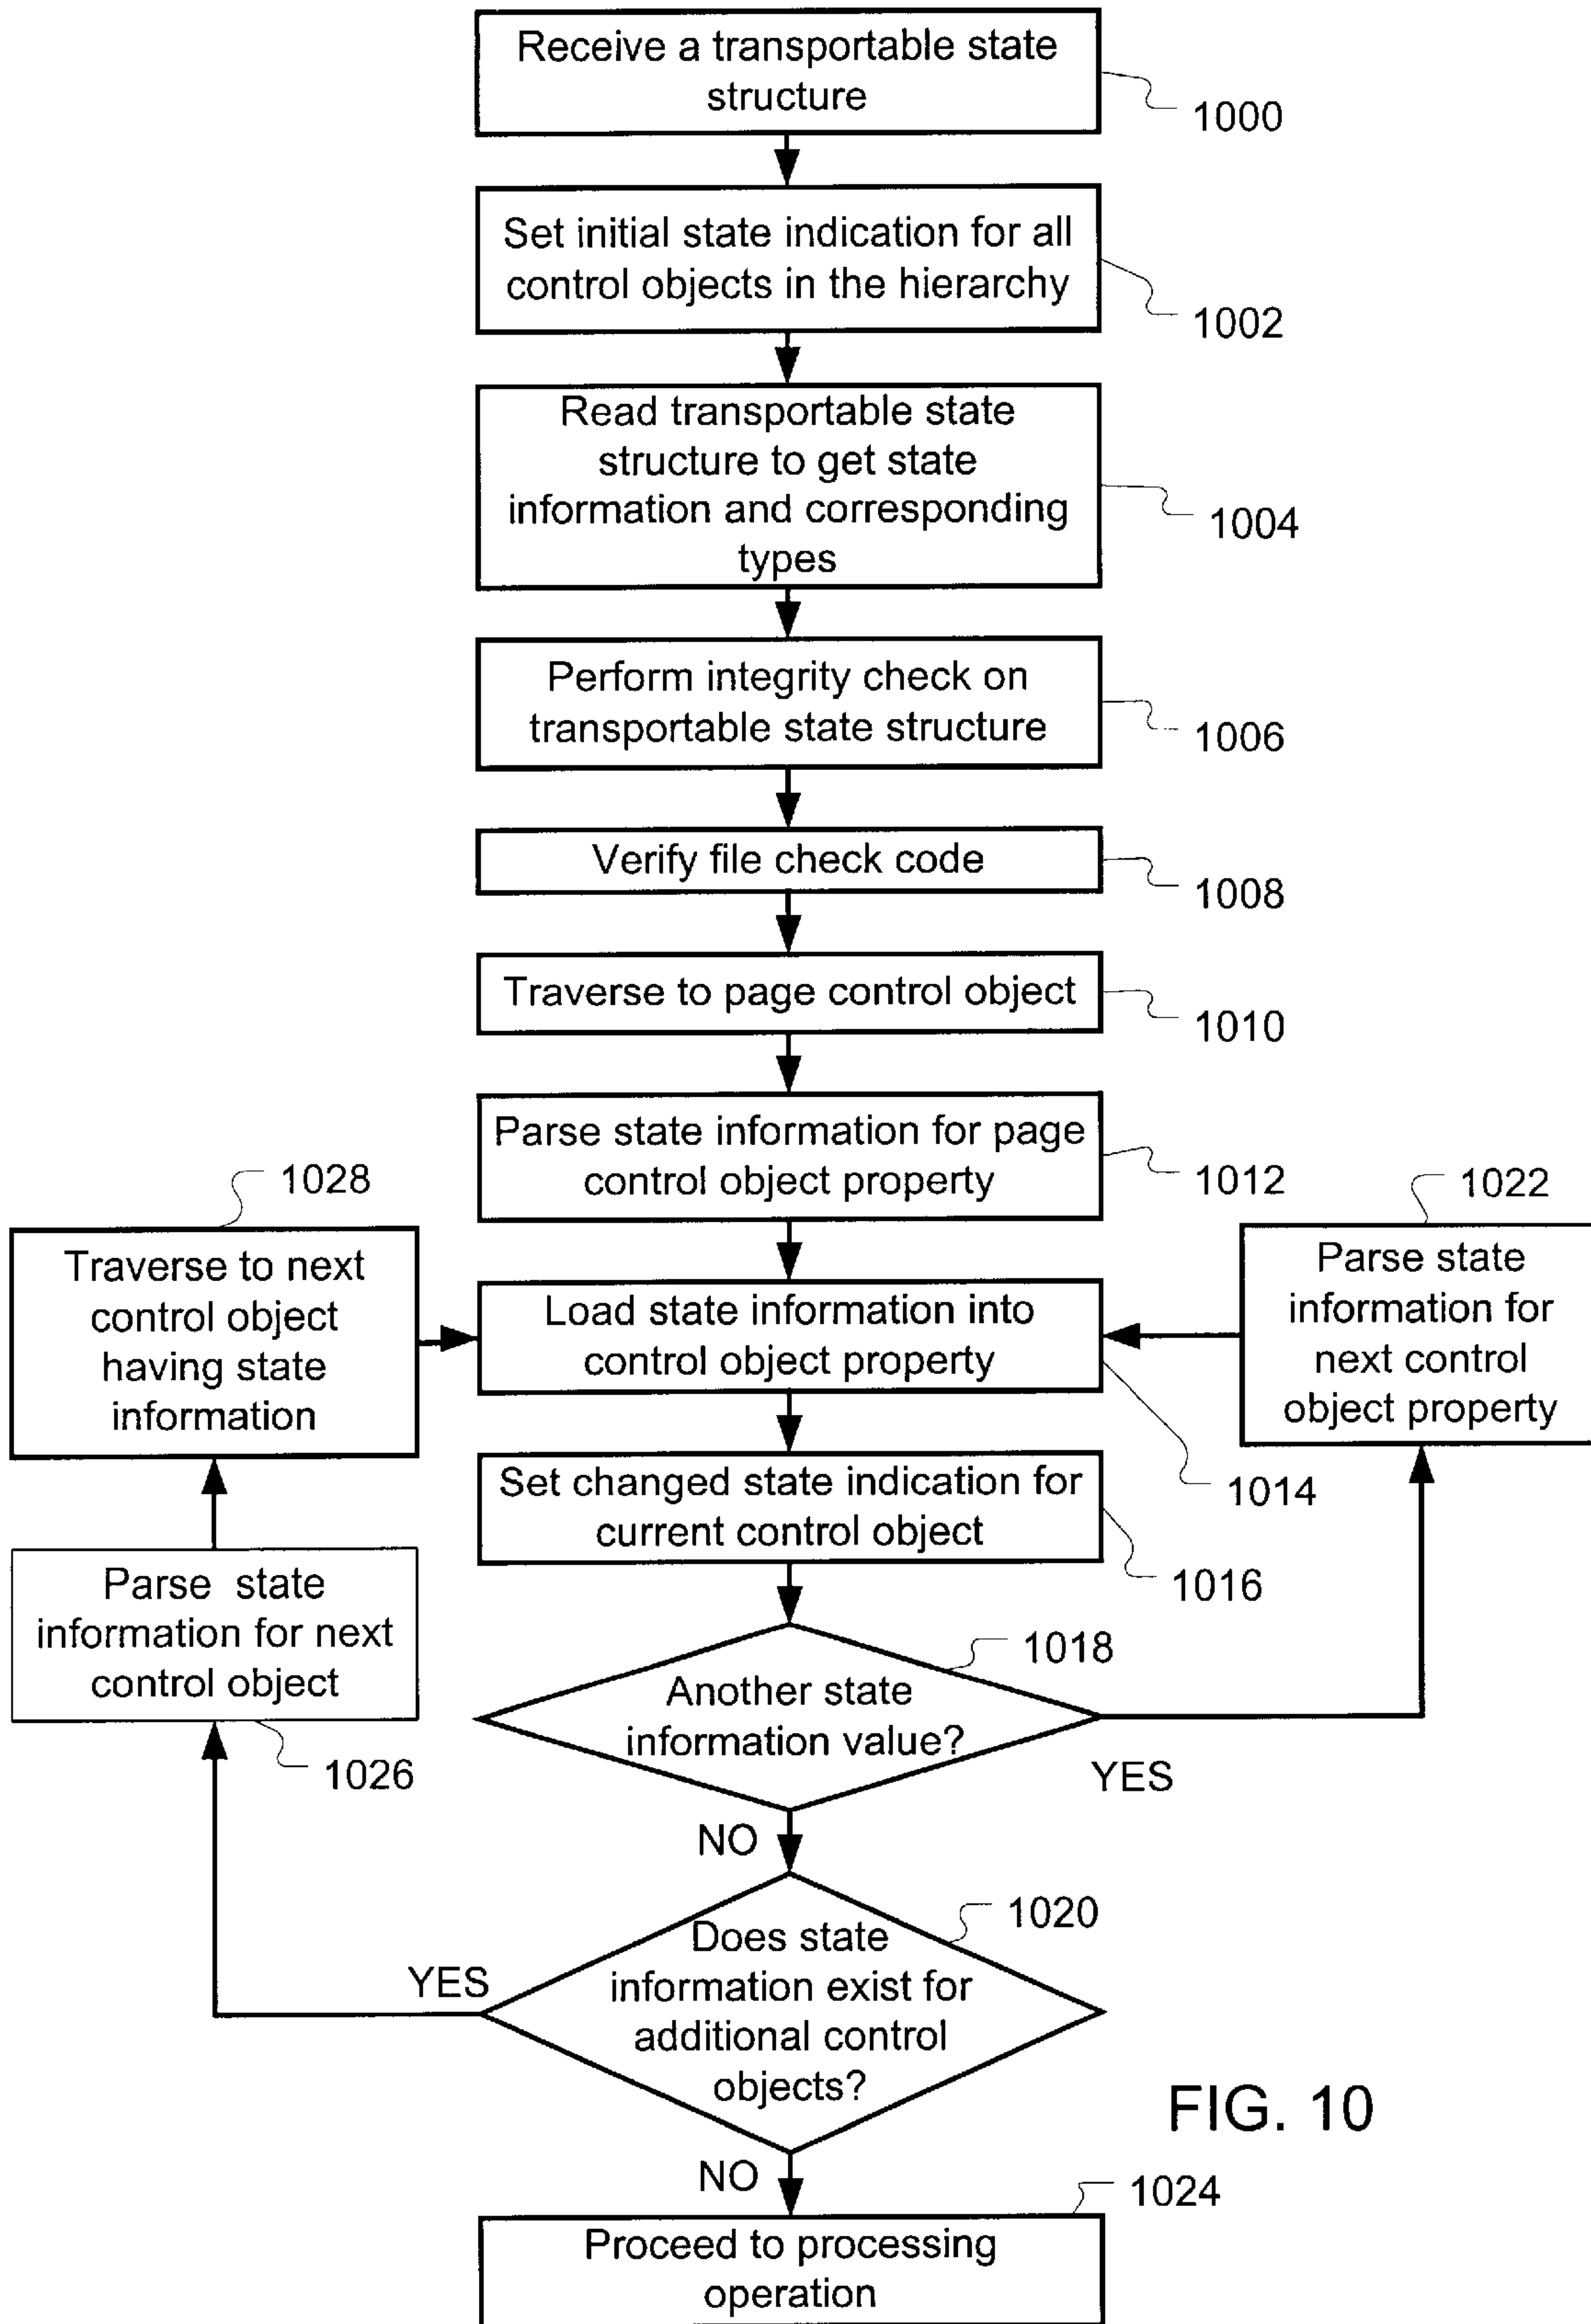 Receive a transportable state
structure
1000
Set initial state indication for all
control objects in the hierarchy
1002
Read transportable state
structure to get state
information and corresponding
types
1004
Perform integrity check on
transportable state structure
1006
Verify file check code
1008
Traverse to page control object
1010
Parse state information for page
control object property
1012
1028
Traverse to next
control object
having state
information
Load state information into
control object property
1014
1022
Parse state
information for
next control
object property
Set changed state indication for
current control object
1016
Parse state
information for next
control object
1026
Another state
information value?
1018
YES
NO
Does state
information exist for
additional control
objects?
1020
YES
NO
FIG. 10
Proceed to processing
operation
1024